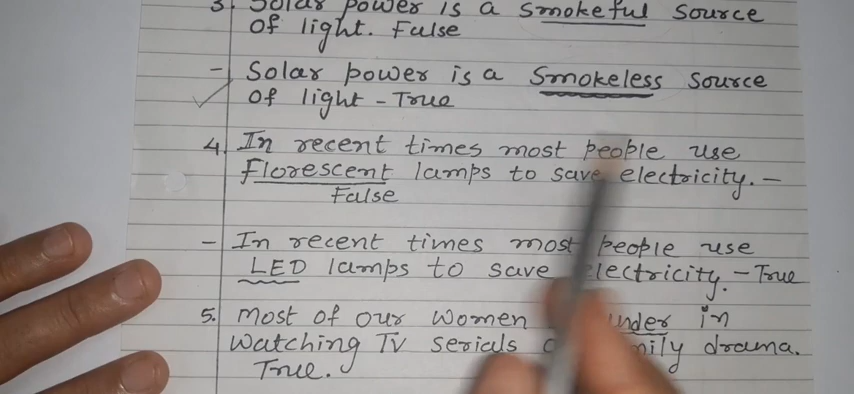 3. Solar power is a smokeful source
of light. False
- Solar power is a Smokeless source
of light - True
4. In recent times most people use
florescent lamps to save electricity. -
False
- In recent times most people use
LED lamps to save electricity. - True
5. Most of our women under in
watching TV serials drama.
True.